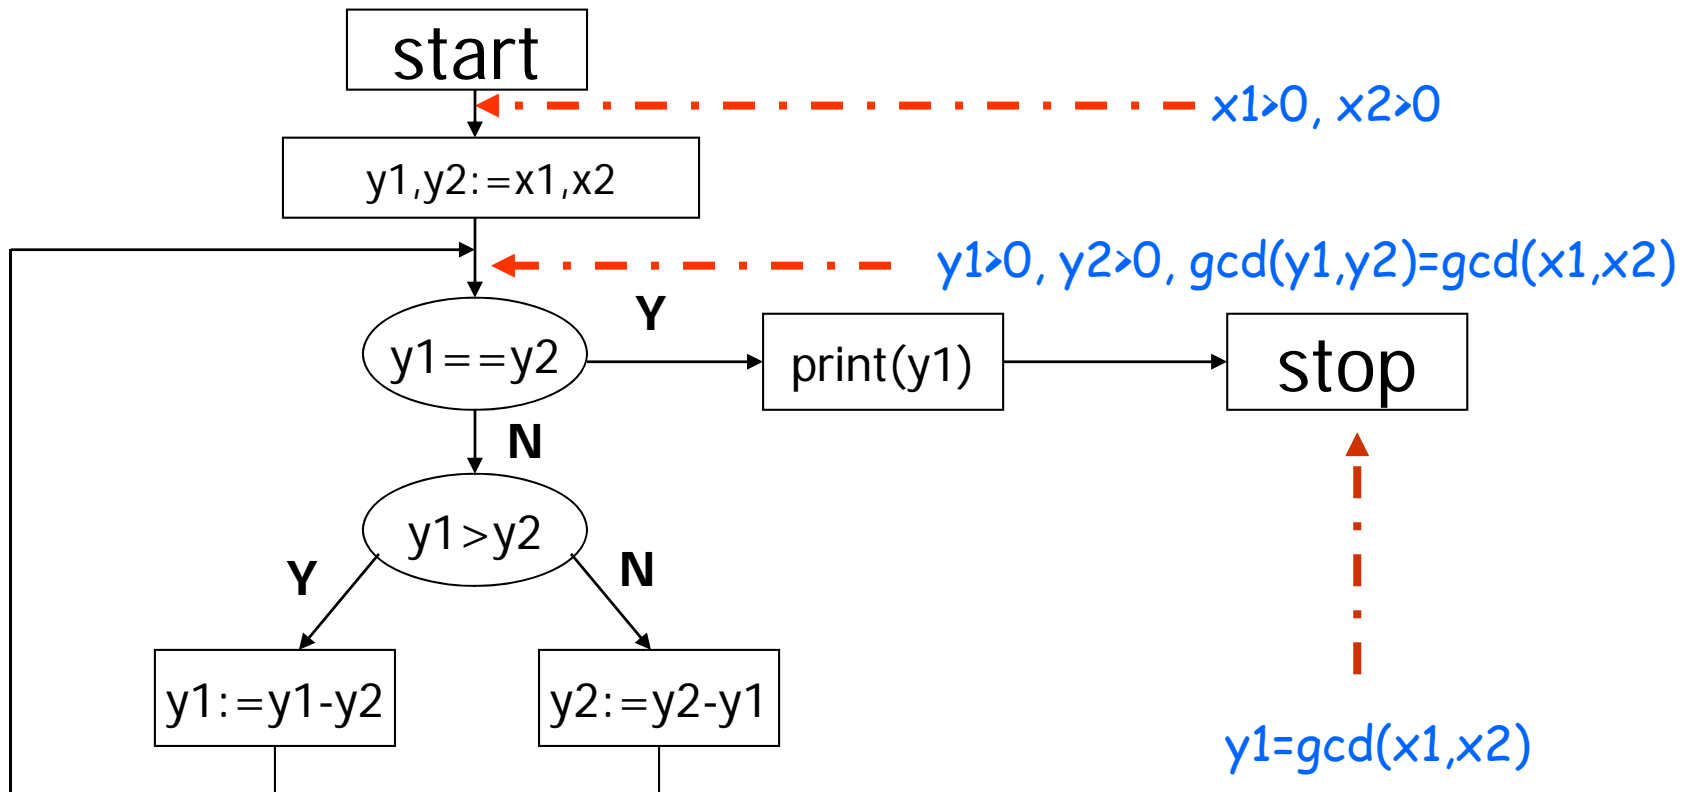 start
x1>0, x2>0
y1,y2:=x1,x2
y1>0, y2>0, gcd(y1,y2)=gcd(x1,x2)
Y
y1==y2
print(y1)
stop
N
y1>y2
Y
N
y1:=y1-y2
y2:=y2-y1
y1=gcd(x1,x2)